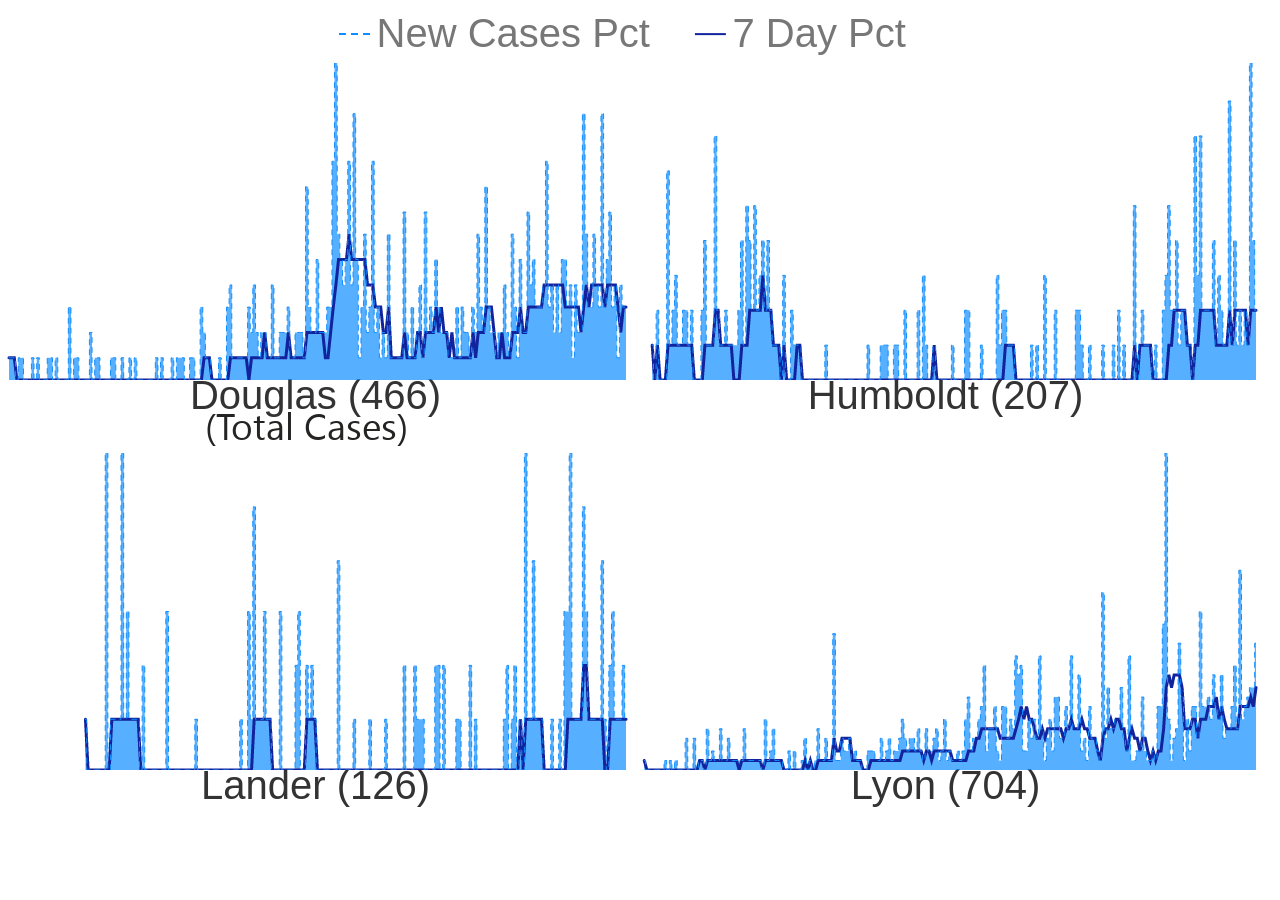 New Cases Pct 7 Day Pct
Douglas (466) Humboldt (207)
(Total Cases)
Lander (126) Lyon (704)